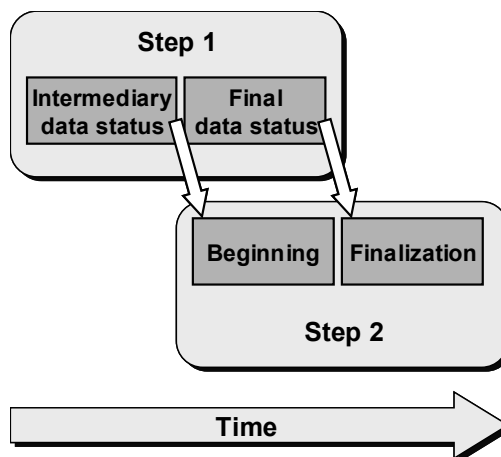 Step 1
Intermediary
data status
Final
data status
Beginning
Finalization
Step 2
Time